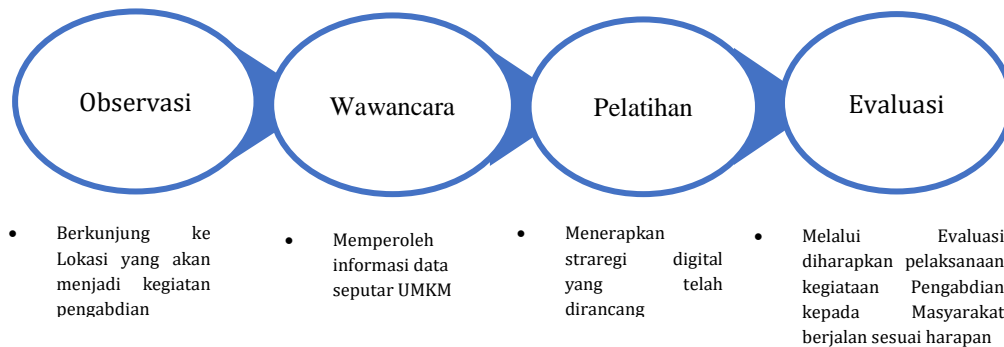 Observasi
Wawancara
Pelatihan
Evaluasi
• Berkunjung ke
Lokasi yang akan
menjadi kegiatan
pengabdian
• Memperoleh
informasi data
seputar UMKM
• Menerapkan
straregi digital
yang telah
dirancang
• Melalui Evaluasi
diharapkan pelaksanaan
kegiataan Pengabdian
kepada Masyarakat
berjalan sesuai harapan